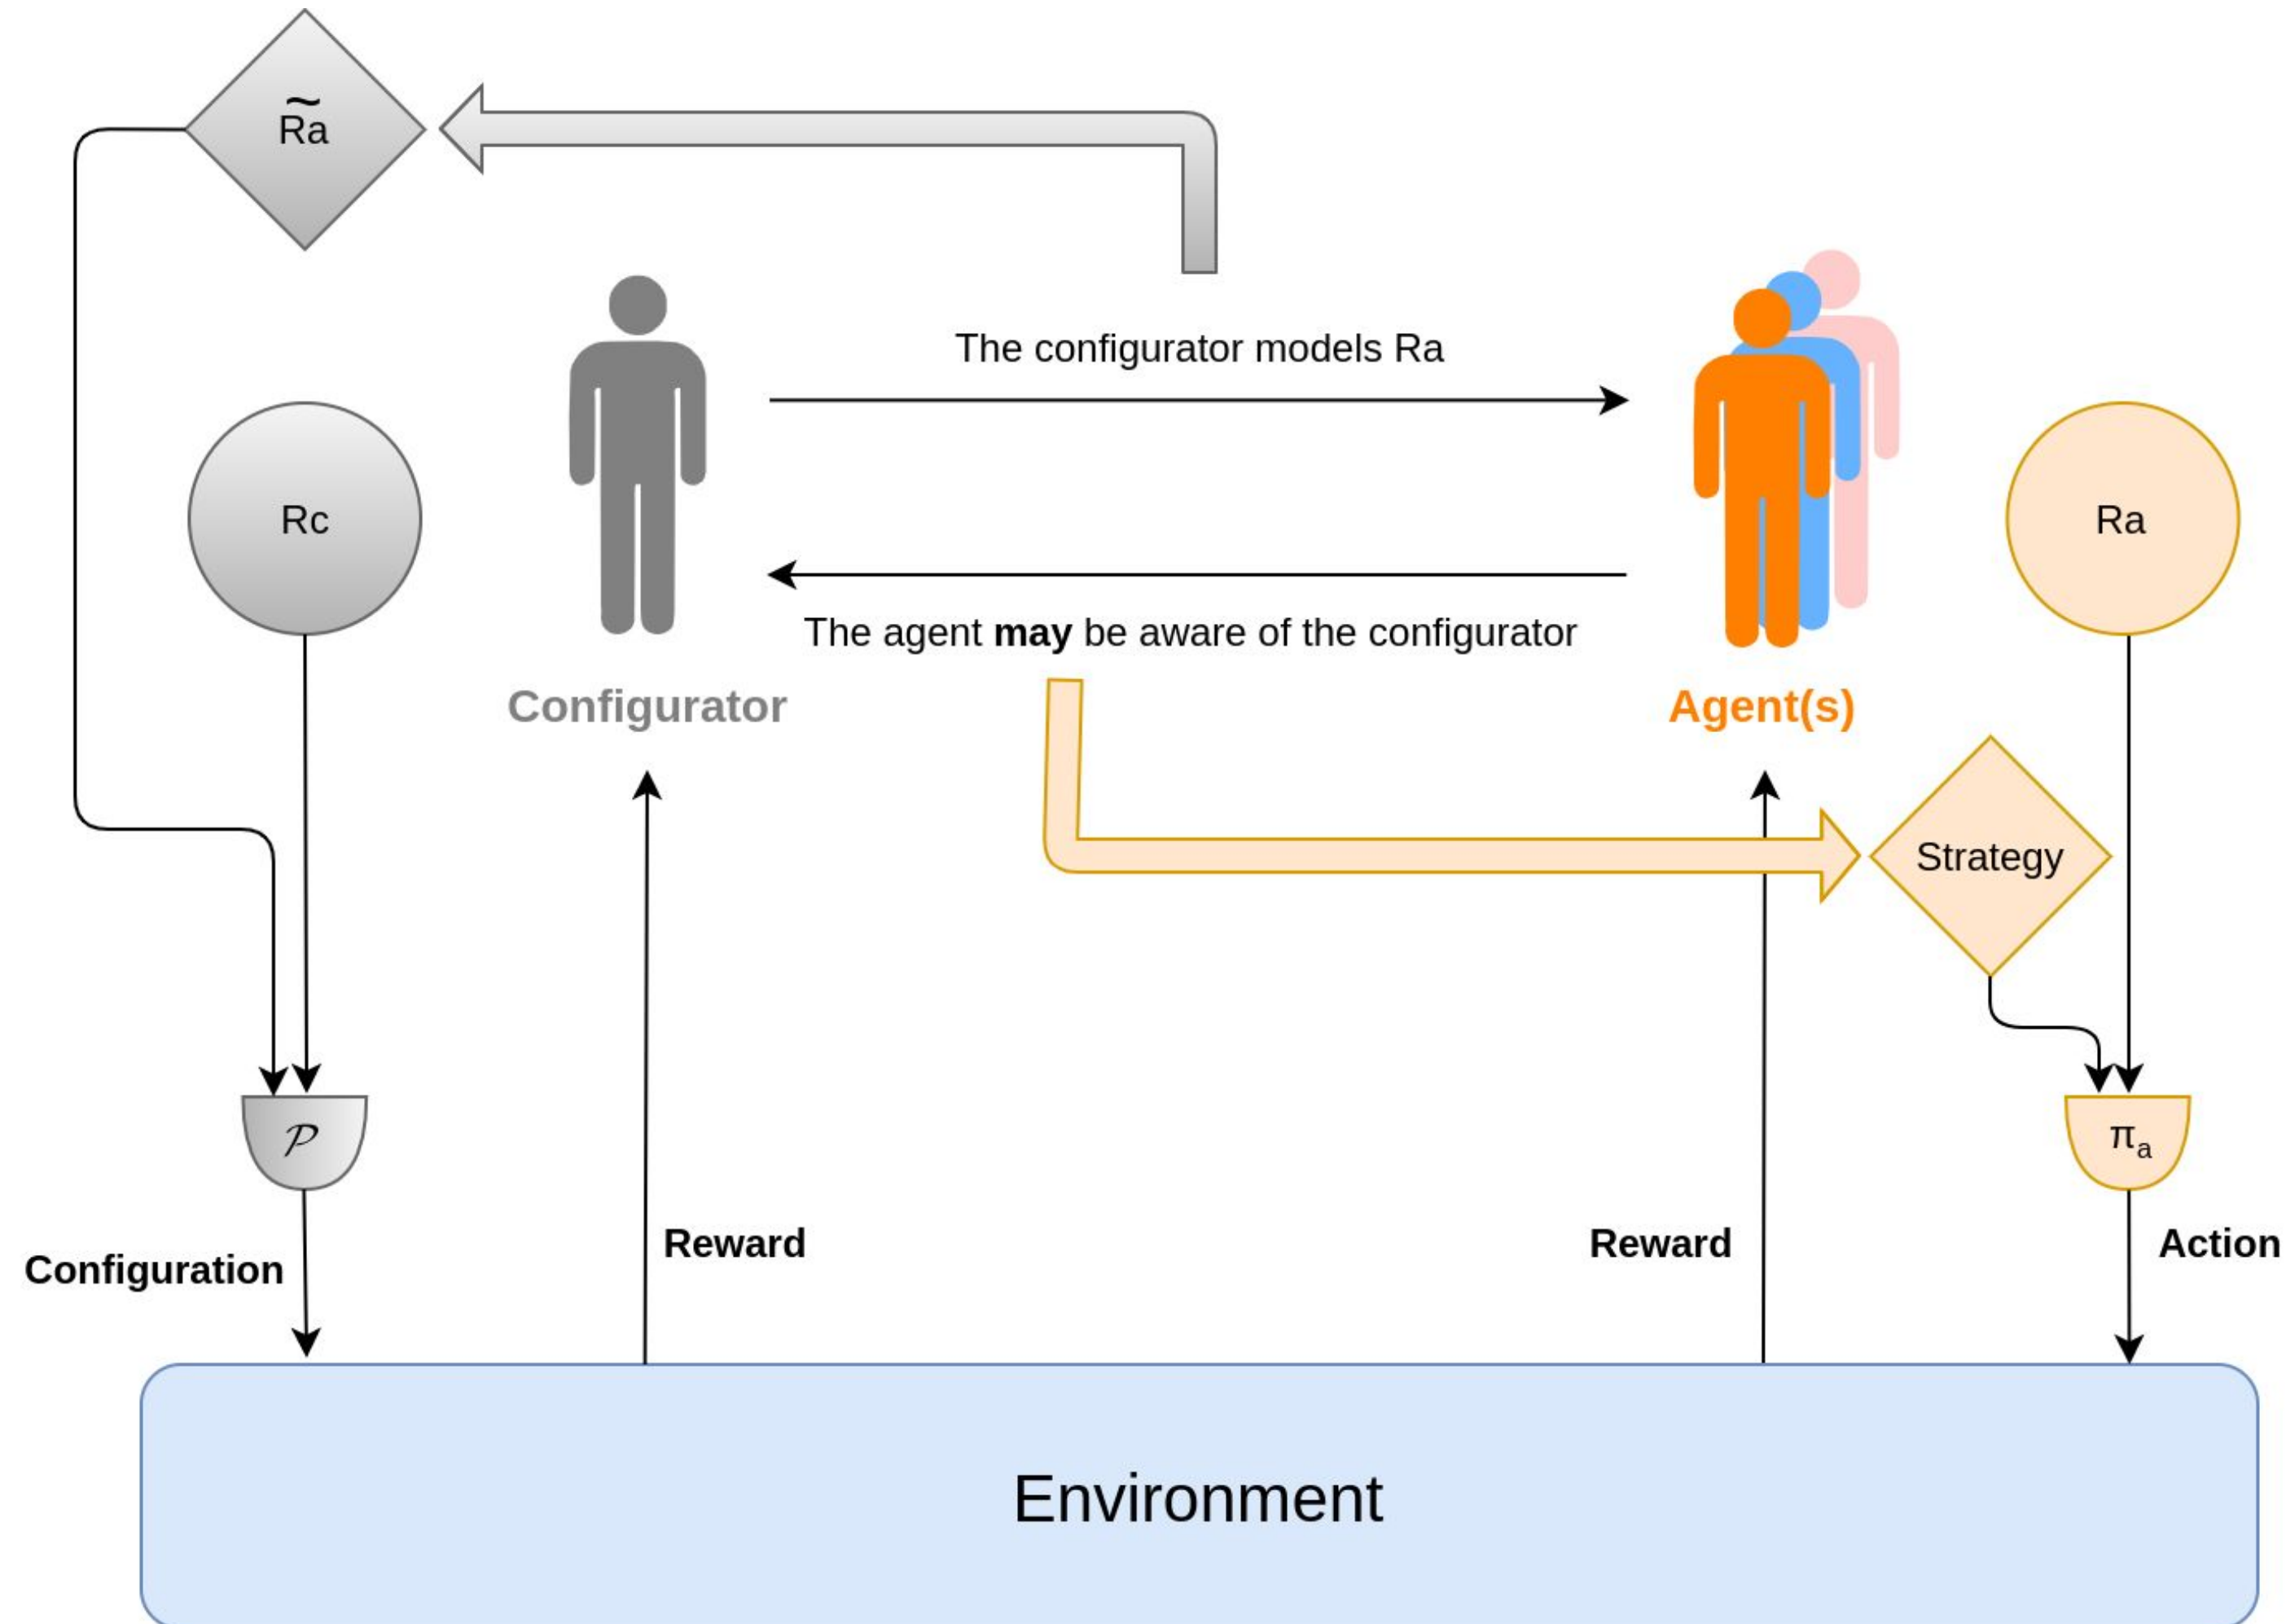 R̃a
The configurator models Ra
Rc
Ra
The agent may be aware of the configurator
Configurator
Agent(s)
Strategy
𝒫
πa
Configuration
Reward
Reward
Action
Environment